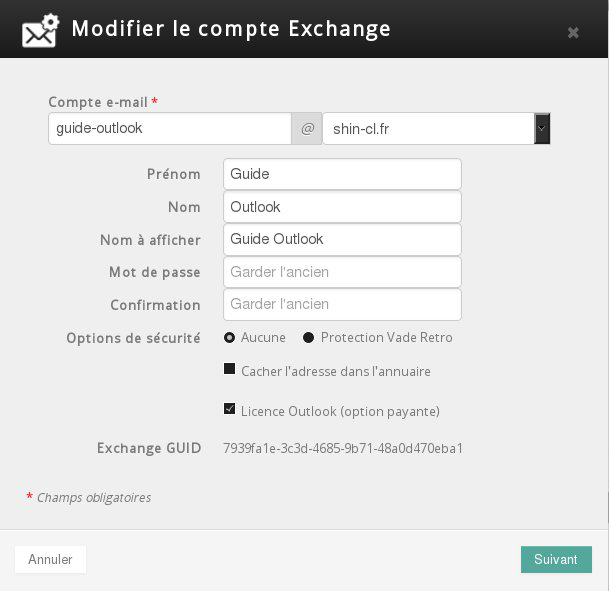 Modifier le compte Exchange
Compte e-mail *
guide-outlook @ shin-cl.fr
Prénom Guide
Nom Outlook
Nom à afficher Guide Outlook
Mot de passe Garder l'ancien
Confirmation Garder l'ancien
Options de sécurité Aucune Protection Vade Retro
Cacher l'adresse dans l'annuaire
Licence Outlook (option payante)
Exchange GUID 7939fa1e-3c3d-4685-9b71-48a0d470eba1
* Champs obligatoires
Annuler Suivant